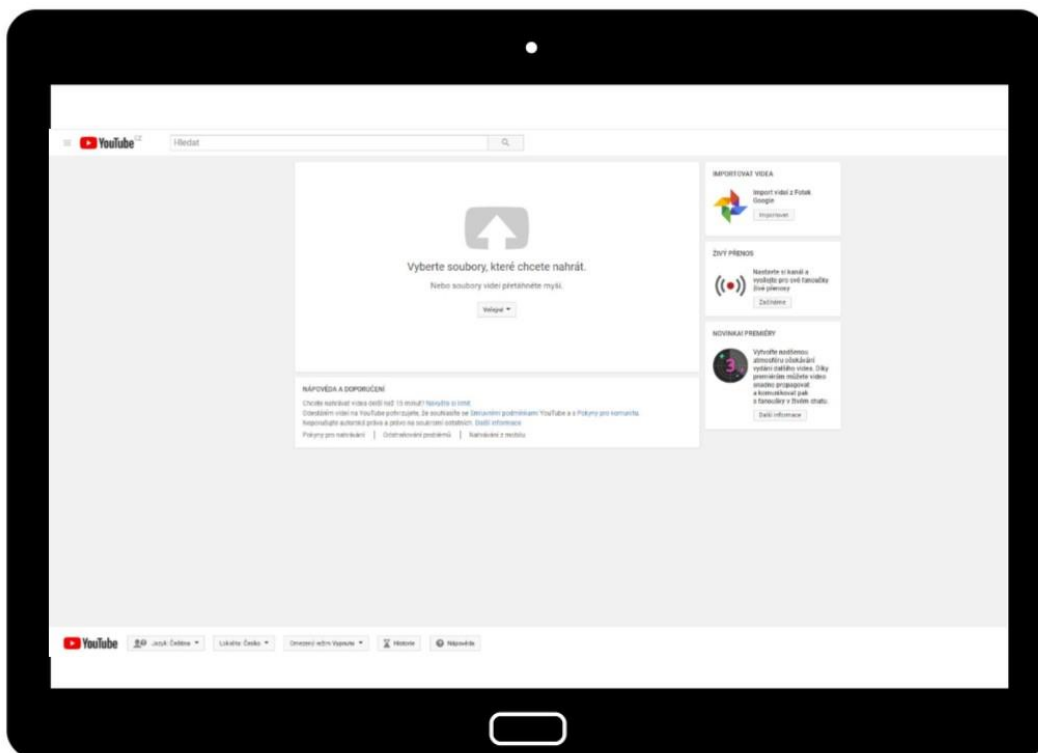 YouTube CZ
Hledat
Vyberte soubory, které chcete nahrát.
Nebo soubory videí přetáhněte myší.
Veřejné
NÁPOVĚDA A DOPORUČENÍ
Chcete nahrávat videa delší než 15 minut? Navyšte si limit.
Odesláním videí na YouTube potvrzujete, že souhlasíte se smluvními podmínkami YouTube a s Pokyny pro komunitu.
Neporušujte autorská práva a právo na soukromí ostatních. Další informace
Pokyny pro nahrávání | Odstraňování problémů | Nahrávání z mobilu
IMPORTOVAT VIDEA
Import videí z Fotek
Google
Importovat
ŽIVÝ PŘENOS
Nastavte si kanál a
vysílejte pro své fanoušky
živé přenosy
Začínáme
NOVINKA! PREMIÉRY
3
Vytvořte nadšenou
atmosféru očekávání
vydání dalšího videa. Díky
premiérám můžete video
snadno propagovat
a komunikovat pak
s fanoušky v živém chatu.
Další informace
YouTube
Jazyk: Čeština
Lokalita: Česko
Omezený režim: Vypnuto
Historie
Nápověda